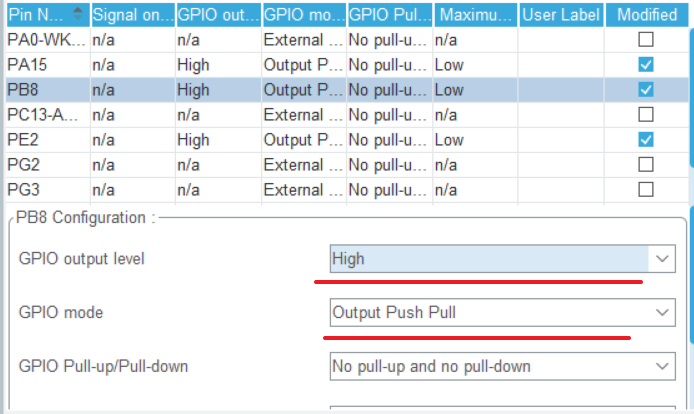 Pin N... Signal on... GPIO out... GPIO mo... GPIO Pul... Maximu... User Label Modified
PA0-WK... n/a n/a External ... No pull-u... n/a
PA15 n/a High Output P... No pull-u... Low
PB8 n/a High Output P... No pull-u... Low
PC13-A... n/a n/a External ... No pull-u... n/a
PE2 n/a High Output P... No pull-u... Low
PG2 n/a n/a External ... No pull-u... n/a
PG3 n/a n/a External ... No pull-u... n/a
PB8 Configuration :
GPIO output level High
GPIO mode Output Push Pull
GPIO Pull-up/Pull-down No pull-up and no pull-down